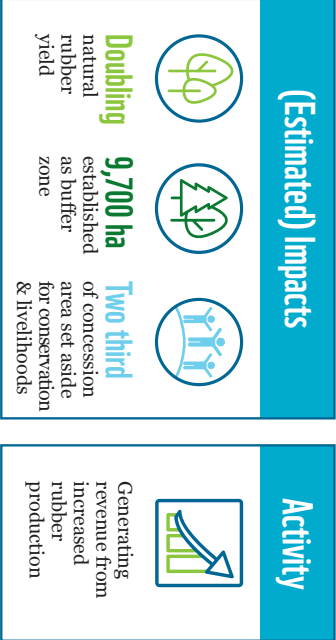 (Estimated) Impacts
Doubling
natural
rubber
yield
9,700 ha
established
as buffer
zone
Two third
of concession
area set aside
for conservation
& livelihoods
Activity
Generating
revenue from
increased
rubber
production